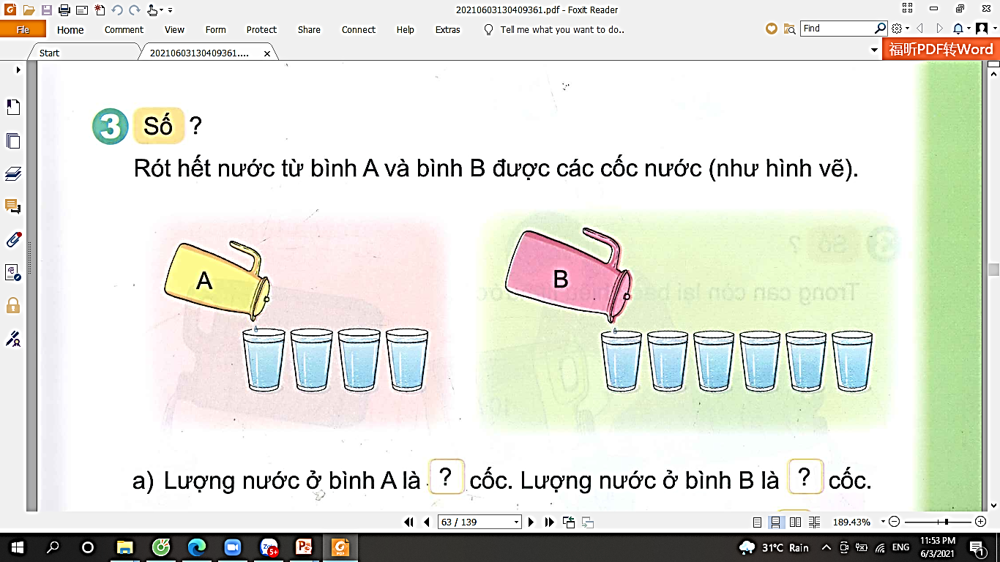 20210603130409361.pdf - Foxit Reader
File Home Comment View Form Protect Share Connect Help Extras Tell me what you want to do.. Find
Start 20210603130409361.... × 福昕PDF转Word
3 Số ?
Rót hết nước từ bình A và bình B được các cốc nước (như hình vẽ).
A
B
a) Lượng nước ở bình A là ? cốc. Lượng nước ở bình B là ? cốc.
63 / 139 189.43%
31°C Rain ENG 11:53 PM
6/3/2021